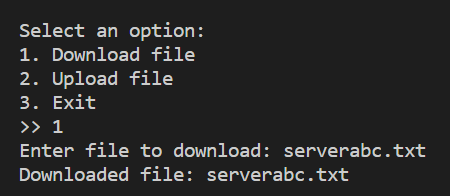 Select an option:
1. Download file
2. Upload file
3. Exit
>> 1
Enter file to download: serverabc.txt
Downloaded file: serverabc.txt